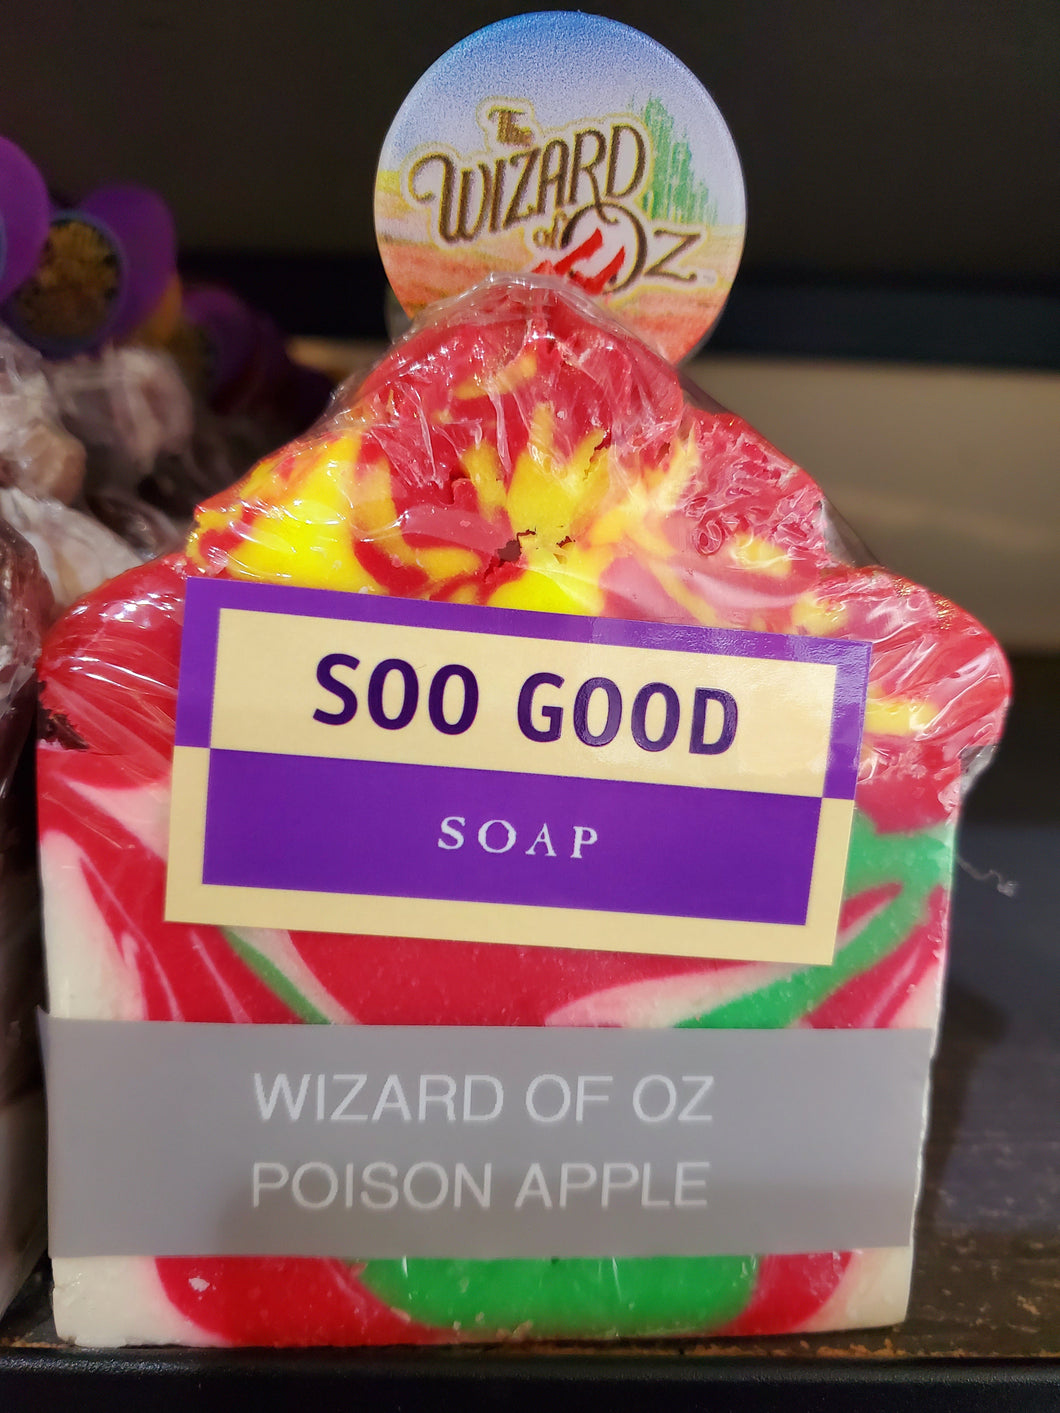 The
WIZARD
of OZ
SOO GOOD
SOAP
WIZARD OF OZ
POISON APPLE